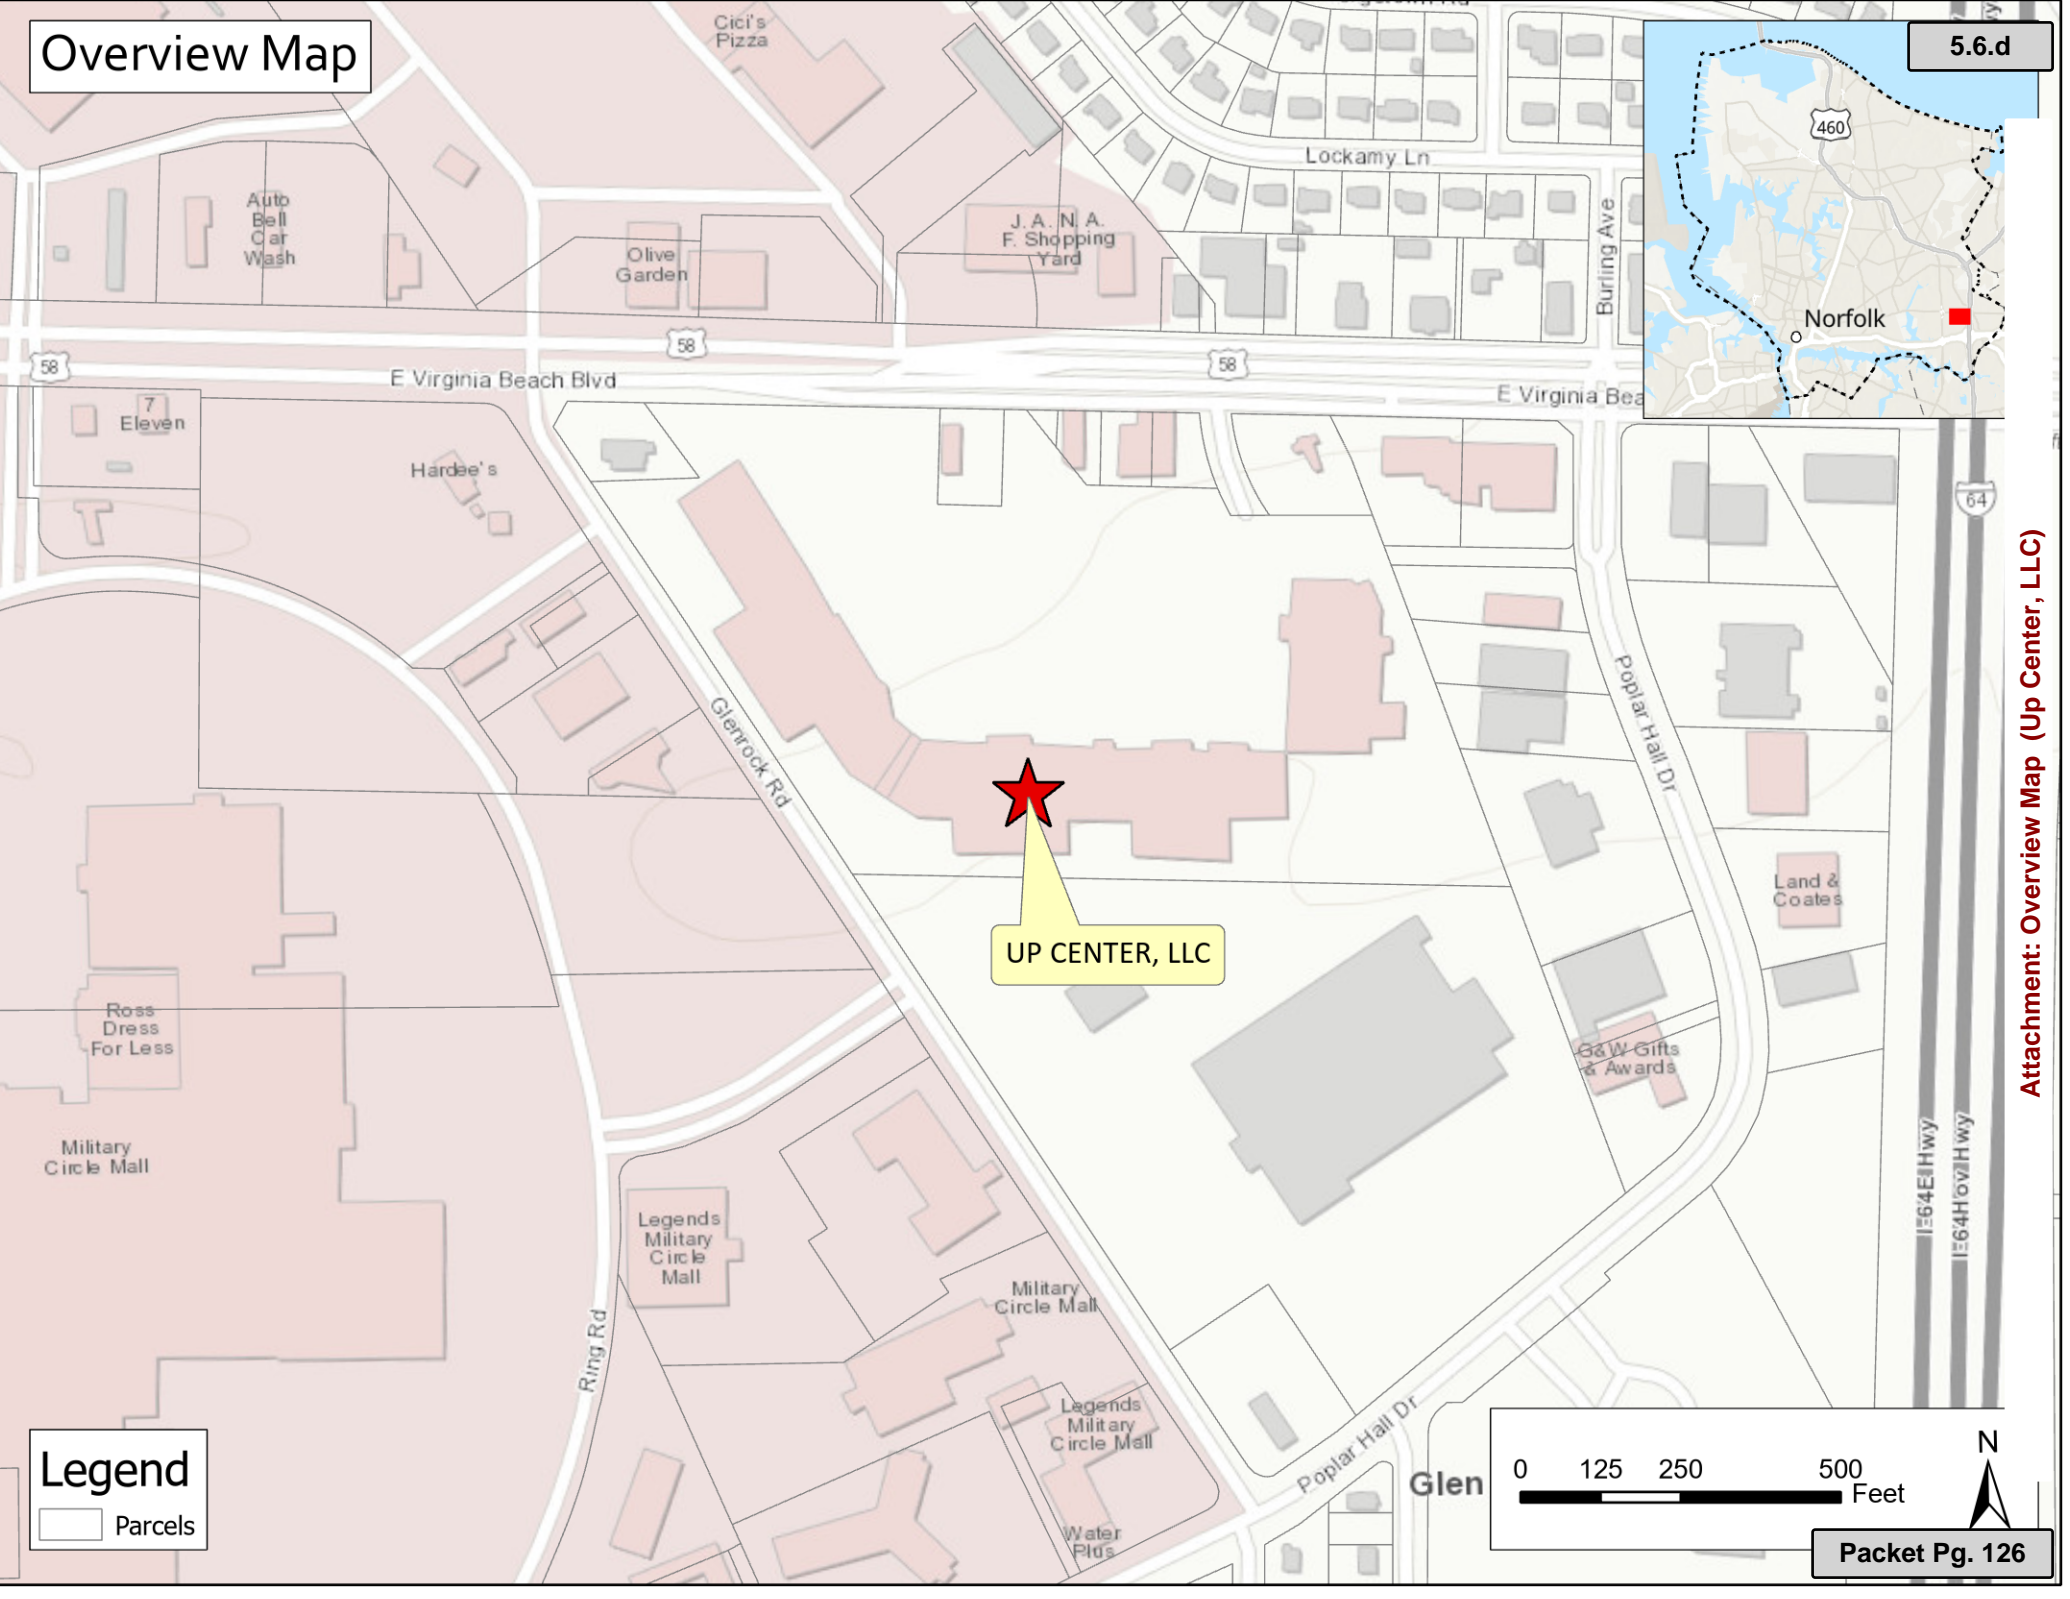 Overview Map
5.6.d
Cici's
Pizza
Lockamy Ln
460
Norfolk
Burling Ave
Auto
Bell
Car
Wash
Olive
Garden
J. A. N. A.
F. Shopping
Yard
58
58
58
E Virginia Beach Blvd
E Virginia Bea
7
Eleven
Hardee's
64
Glenrock Rd
Poplar Hall Dr
UP CENTER, LLC
Land &
Coates
G&W Gifts
& Awards
Ross
Dress
For Less
Military
Circle Mall
Legends
Military
Circle
Mall
Military
Circle Mall
Ring Rd
Legends
Military
Circle Mall
Water
Plus
Poplar Hall Dr
Glen
I-64E Hwy
I-64Hov Hwy
Attachment: Overview Map (Up Center, LLC)
Legend
Parcels
0 125 250 500
Feet
N
Packet Pg. 126